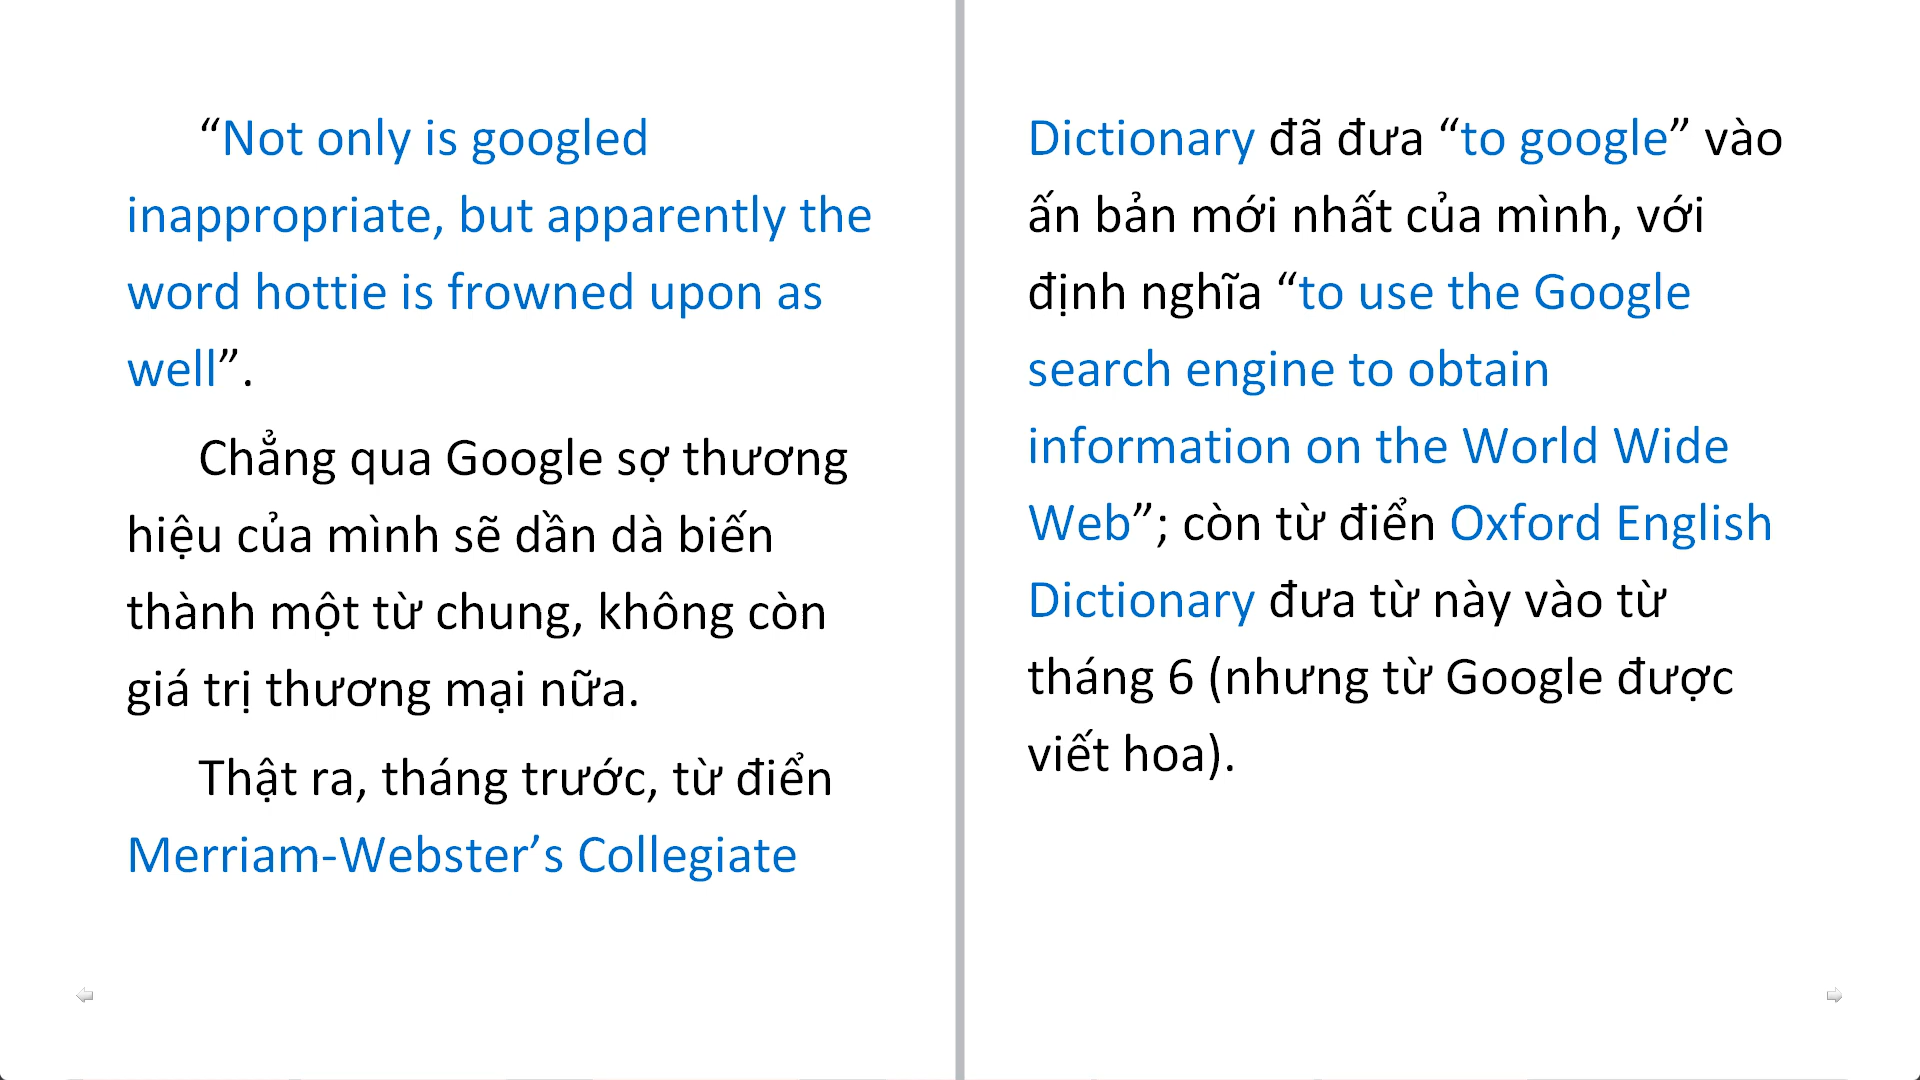 “Not only is googled
inappropriate, but apparently the
word hottie is frowned upon as
well”.
Chẳng qua Google sợ thương
hiệu của mình sẽ dần dà biến
thành một từ chung, không còn
giá trị thương mại nữa.
Thật ra, tháng trước, từ điển
Merriam-Webster’s Collegiate
Dictionary đã đưa “to google” vào
ấn bản mới nhất của mình, với
định nghĩa “to use the Google
search engine to obtain
information on the World Wide
Web”; còn từ điển Oxford English
Dictionary đưa từ này vào từ
tháng 6 (nhưng từ Google được
viết hoa).